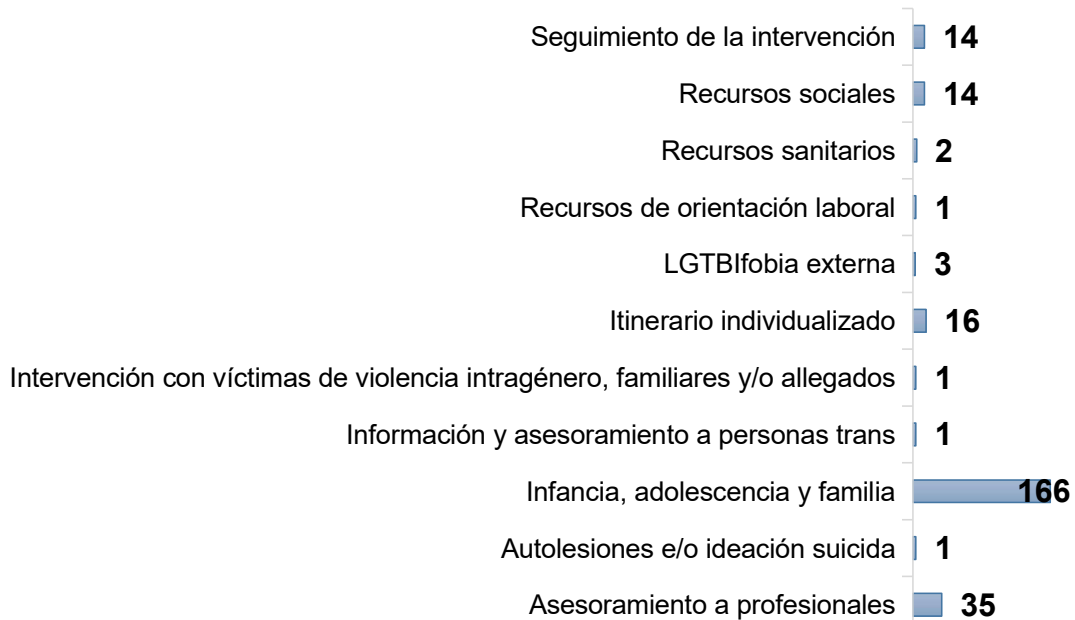 Seguimiento de la intervención 14
Recursos sociales 14
Recursos sanitarios 2
Recursos de orientación laboral 1
LGTBIfobia externa 3
Itinerario individualizado 16
Intervención con víctimas de violencia intragénero, familiares y/o allegados 1
Información y asesoramiento a personas trans 1
Infancia, adolescencia y familia 166
Autolesiones e/o ideación suicida 1
Asesoramiento a profesionales 35